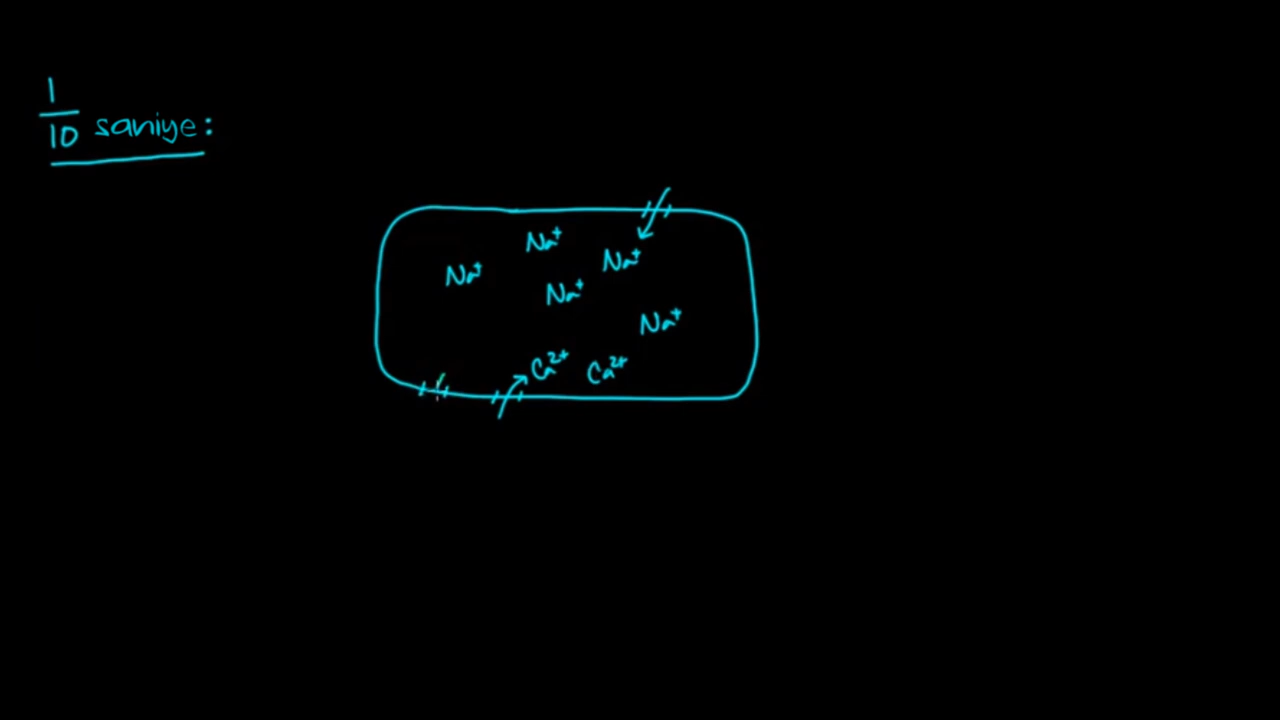 1/10 saniye:
Na⁺
Na⁺ Na⁺
Na⁺
Na⁺
Ca²⁺ Ca²⁺